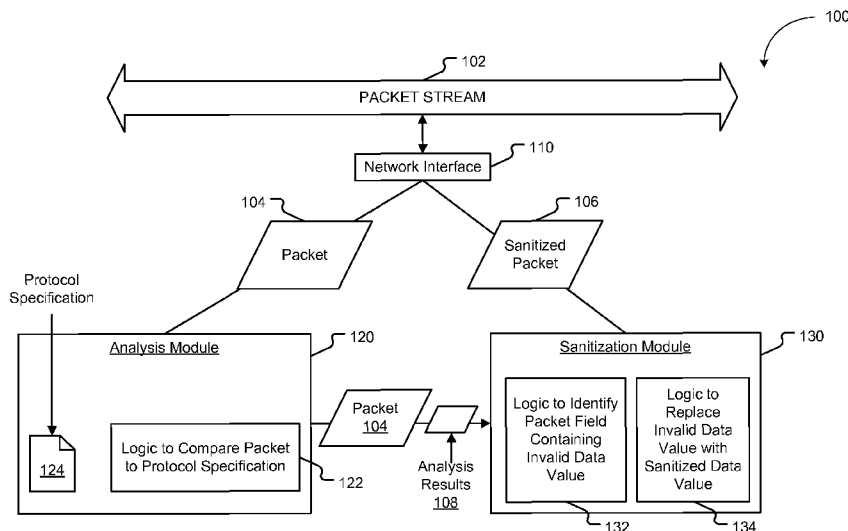 100
102
PACKET STREAM
Network Interface
110
104
106
Packet
Sanitized
Packet
Protocol
Specification
Analysis Module
120
Sanitization Module
130
124
Logic to Compare Packet
to Protocol Specification
122
Packet
104
Analysis
Results
108
Logic to Identify
Packet Field
Containing
Invalid Data
Value
132
Logic to
Replace
Invalid Data
Value with
Sanitized Data
Value
134